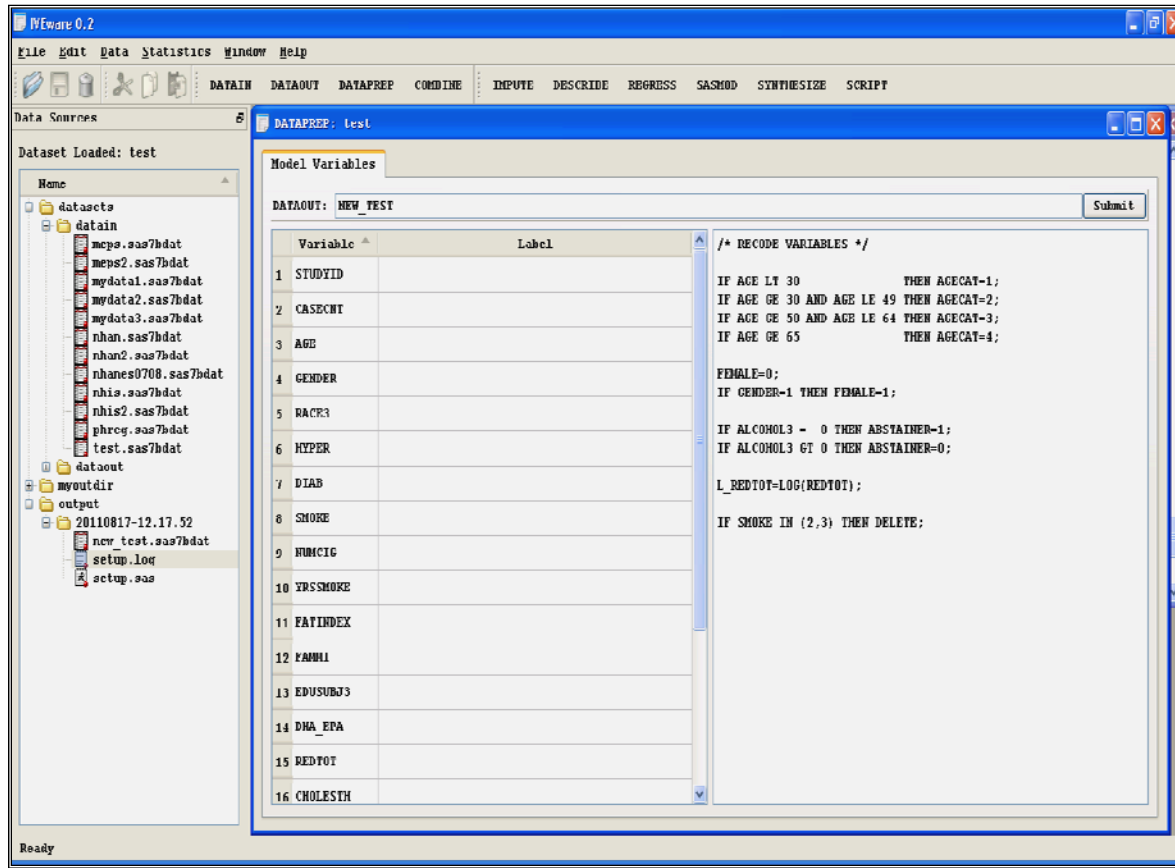 IVEware 0.2
File Edit Data Statistics Window Help
DATAIN DATAOUT DATAPREP COMBINE IMPUTE DESCRIBE REGRESS SASMOD SYNTHESIZE SCRIPT
Data Sources
Dataset Loaded: test
Name
datasets
datain
meps.sas7bdat
meps2.sas7bdat
mydata1.sas7bdat
mydata2.sas7bdat
mydata3.sas7bdat
nhan.sas7bdat
nhan2.sas7bdat
nhanes0708.sas7bdat
nhis.sas7bdat
nhis2.sas7bdat
phreg.sas7bdat
test.sas7bdat
dataout
myoutdir
output
20110817-12.17.52
new_test.sas7bdat
setup.log
setup.sas
DATAPREP: test
Model Variables
DATAOUT: NEW_TEST Submit
Variable Label
1 STUDYID
2 CASECNT
3 AGE
4 GENDER
5 RACE3
6 HYPER
7 DIAB
8 SMOKE
9 NUMCIG
10 YRSSMOKE
11 FATINDEX
12 FAMHI
13 EDUSUBJ3
14 DHA_EPA
15 REDTOT
16 CHOLESTH
/* RECODE VARIABLES */
IF AGE LT 30 THEN AGECAT=1;
IF AGE GE 30 AND AGE LE 49 THEN AGECAT=2;
IF AGE GE 50 AND AGE LE 64 THEN AGECAT=3;
IF AGE GE 65 THEN AGECAT=4;
FEMALE=0;
IF GENDER=1 THEN FEMALE=1;
IF ALCOHOL3 = 0 THEN ABSTAINER=1;
IF ALCOHOL3 GT 0 THEN ABSTAINER=0;
L_REDTOT=LOG(REDTOT);
IF SMOKE IN (2,3) THEN DELETE;
Ready